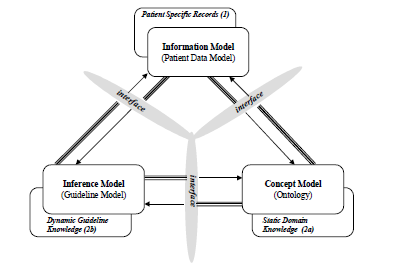 Patient Specific Records (1)
Information Model
(Patient Data Model)
interface
interface
Inference Model
(Guideline Model)
interface
Concept Model
(Ontology)
Dynamic Guideline
Knowledge (2b)
Static Domain
Knowledge (2a)